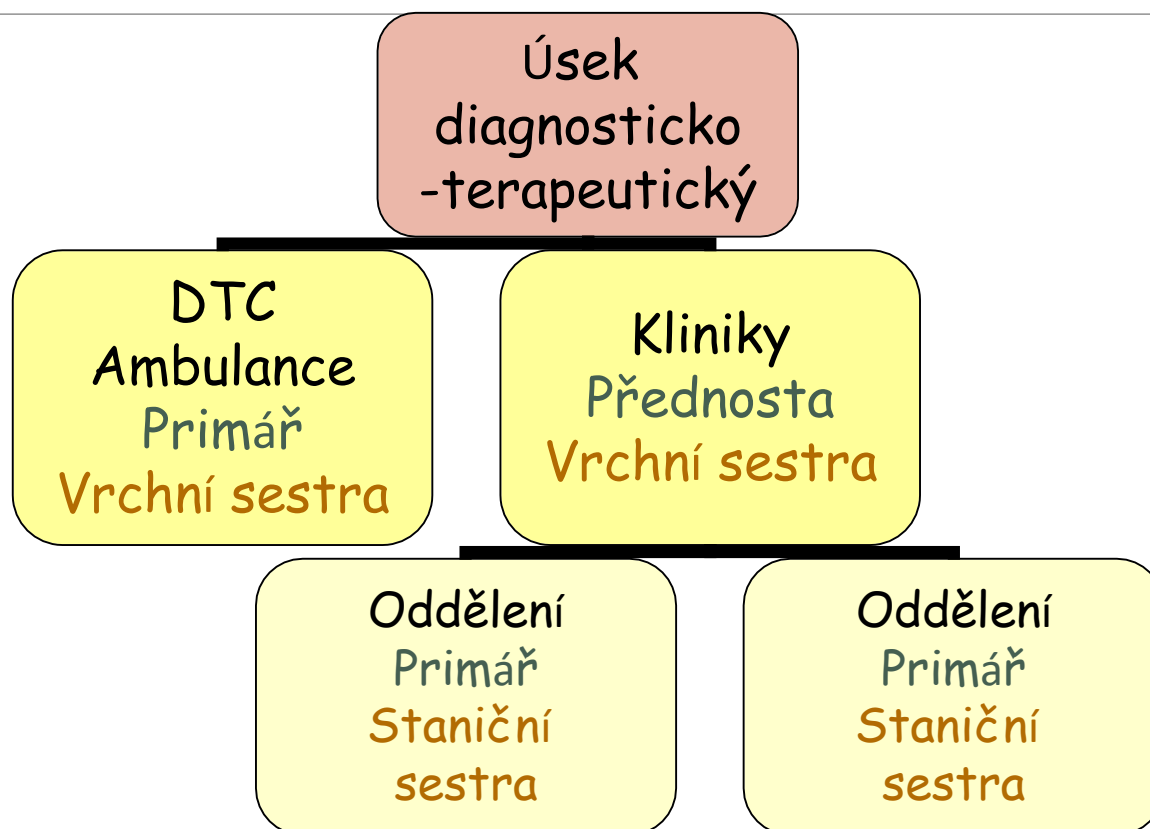 Úsek
diagnosticko
-terapeutický
DTC
Ambulance
Primář
Vrchní sestra
Kliniky
Přednosta
Vrchní sestra
Oddělení
Primář
Staniční
sestra
Oddělení
Primář
Staniční
sestra